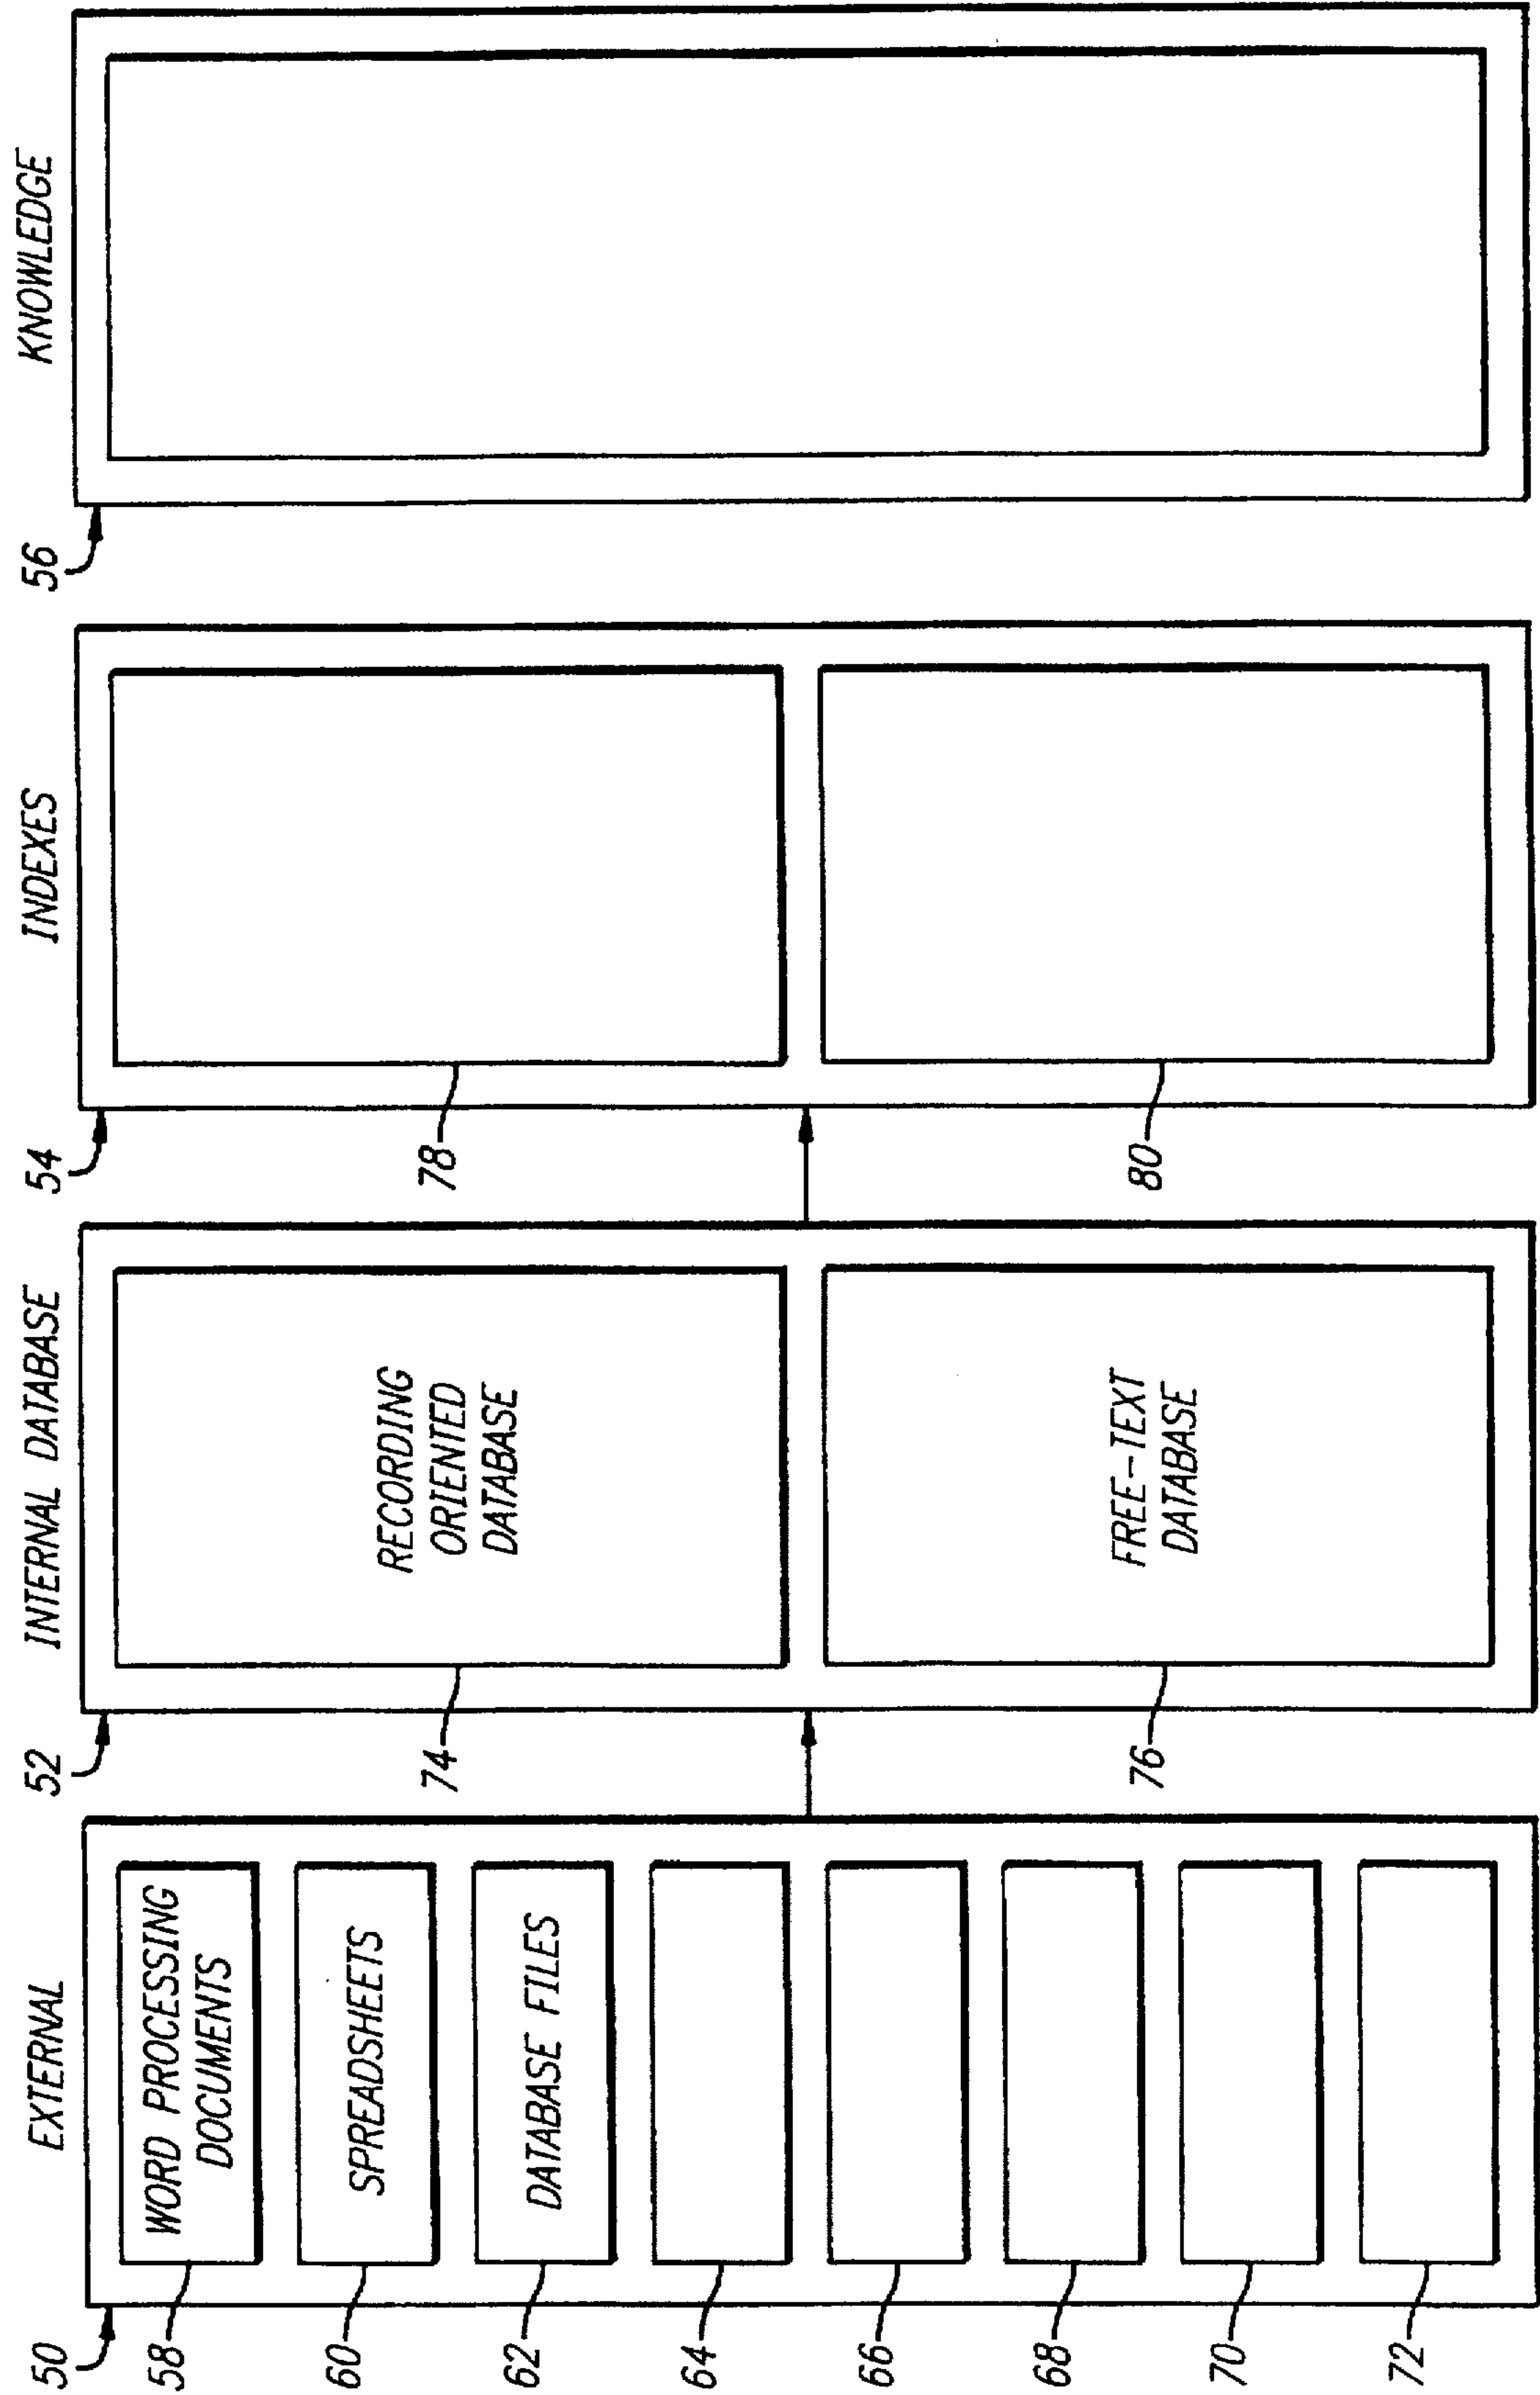 EXTERNAL
50
WORD PROCESSING
DOCUMENTS
58
SPREADSHEETS
60
DATABASE FILES
62
64
66
68
70
72
INTERNAL DATABASE
52
RECORDING
ORIENTED
DATABASE
74
FREE-TEXT
DATABASE
76
INDEXES
54
78
80
KNOWLEDGE
56